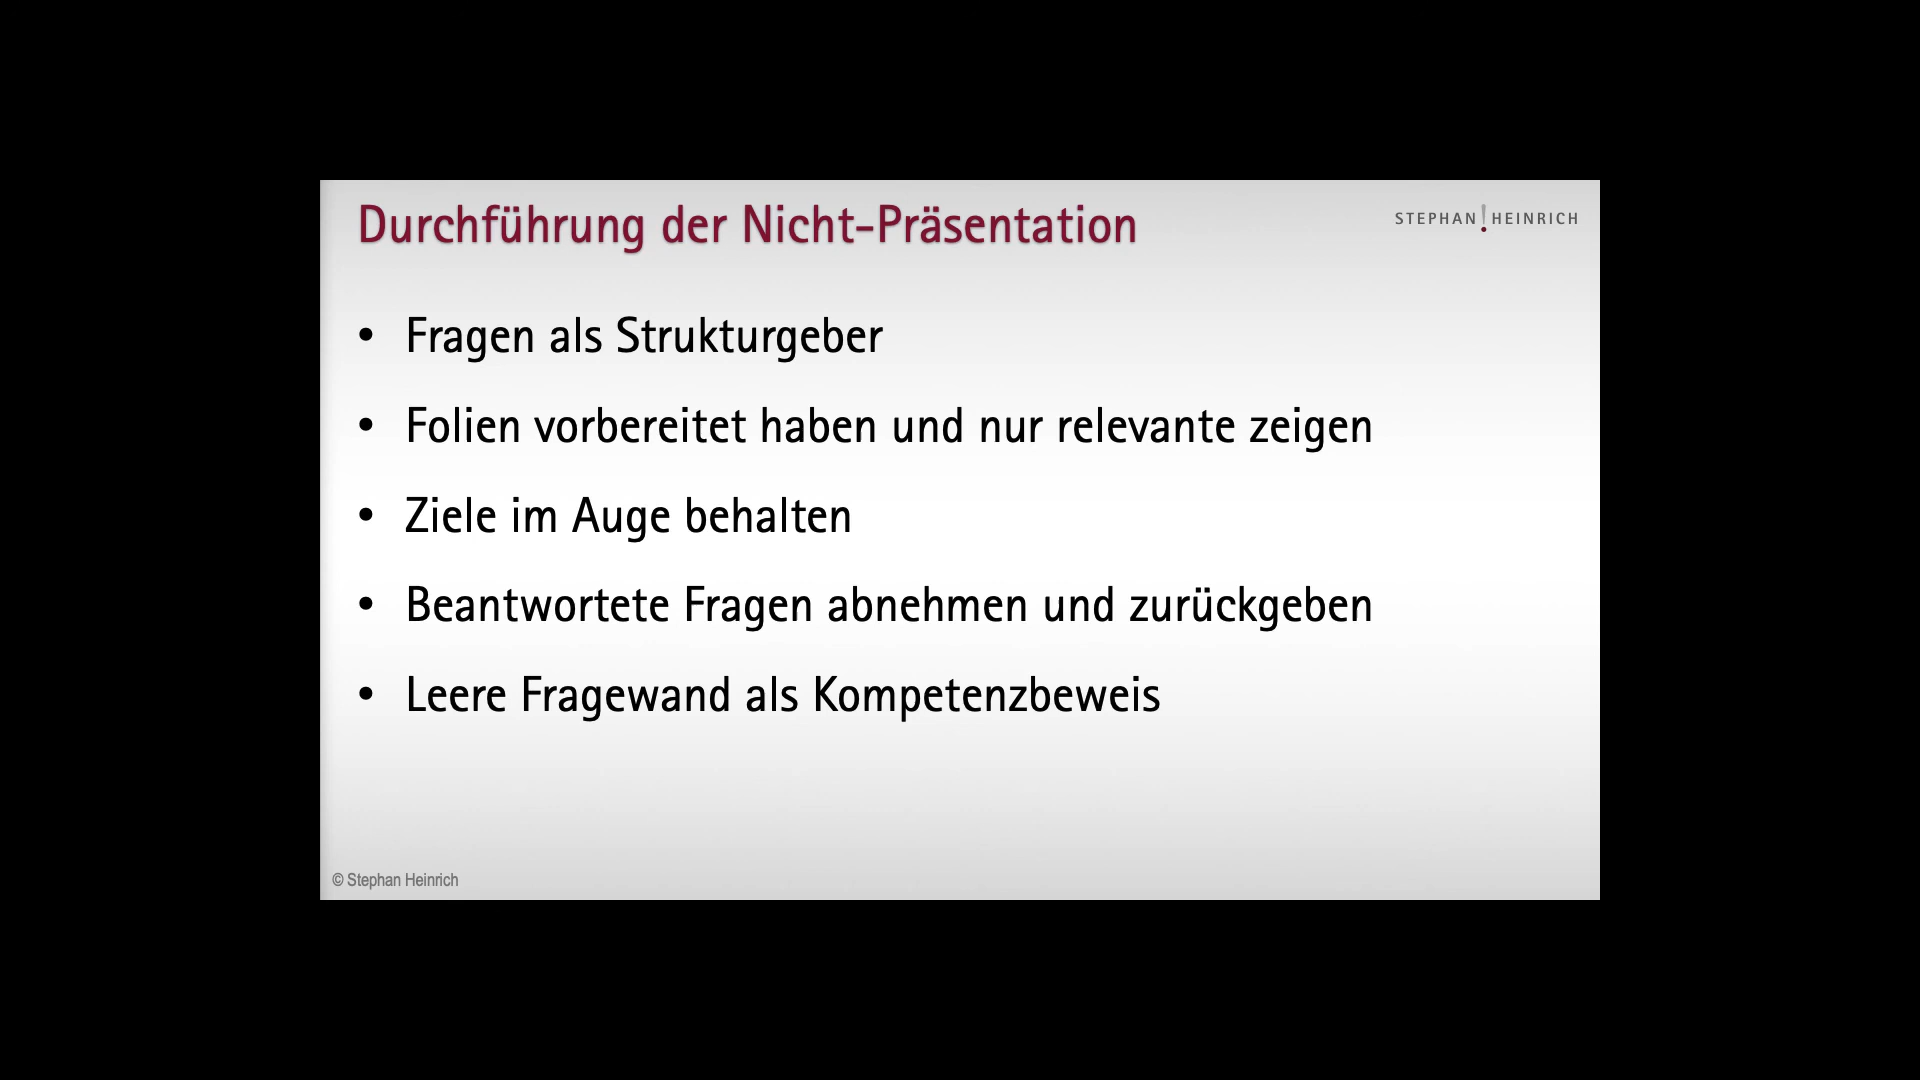 Durchführung der Nicht-Präsentation
STEPHAN!HEINRICH
• Fragen als Strukturgeber
• Folien vorbereitet haben und nur relevante zeigen
• Ziele im Auge behalten
• Beantwortete Fragen abnehmen und zurückgeben
• Leere Fragewand als Kompetenzbeweis
© Stephan Heinrich